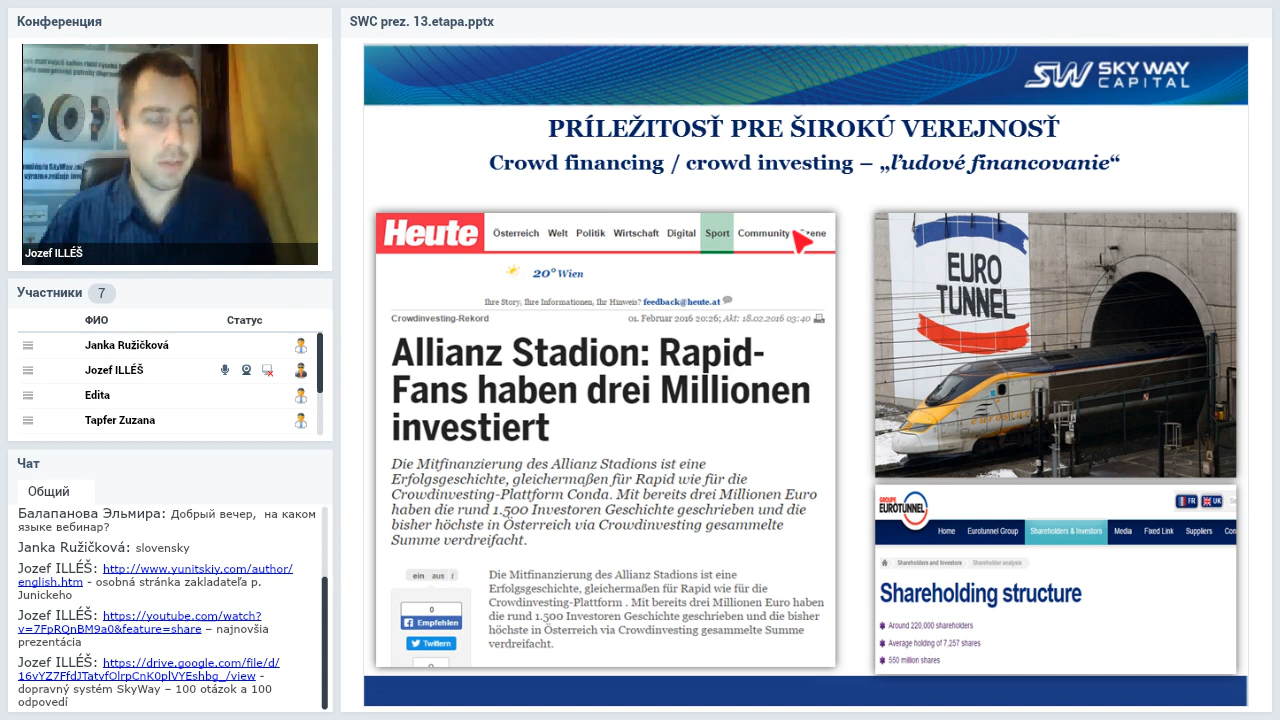 Конференция
Jozef ILLÉŠ
Участники 7
ФИО Статус
Janka Ružičková
Jozef ILLÉŠ
Edita
Tapfer Zuzana
Чат
Общий
Балапанова Эльмира: Добрый вечер, на каком
языке вебинар?
Janka Ružičková: slovensky
Jozef ILLÉŠ: http://www.yunitskiy.com/author/
english.htm - osobná stránka zakladateľa p.
Junickeho
Jozef ILLÉŠ: https://youtube.com/watch?
v=7FpRQnBM9a0&feature=share – najnovšia
prezentácia
Jozef ILLÉŠ: https://drive.google.com/file/d/
16vYZ7FfdJTatvfOlrpCnK0plVYEshbg_/view -
dopravný systém SkyWay – 100 otázok a 100
odpovedí
SWC prez. 13.etapa.pptx
SW SKY WAY
CAPITAL
PRÍLEŽITOSŤ PRE ŠIROKÚ VEREJNOSŤ
Crowd financing / crowd investing – „ľudové financovanie“
Heute Österreich Welt Politik Wirtschaft Digital Sport Community
20° Wien
Ihre Story, Ihre Informationen, Ihr Hinweis? feedback@heute.at
Crowdinvesting-Rekord 01. Februar 2016 20:26; Akt: 18.02.2016 03:40
Allianz Stadion: Rapid-
Fans haben drei Millionen
investiert
Die Mitfinanzierung des Allianz Stadions ist eine
Erfolgsgeschichte, gleichermaßen für Rapid wie für die
Crowdinvesting-Plattform Conda. Mit bereits drei Millionen Euro
haben die rund 1.500 Investoren Geschichte geschrieben und die
bisher höchste in Österreich via Crowdinvesting gesammelte
Summe verdreifacht.
ein aus i
0
Empfehlen
Twittern
0
Die Mitfinanzierung des Allianz Stadions ist eine
Erfolgsgeschichte, gleichermaßen für Rapid wie für die
Crowdinvesting-Plattform . Mit bereits drei Millionen Euro haben
die rund 1.500 Investoren Geschichte geschrieben und die bisher
höchste in Österreich via Crowdinvesting gesammelte Summe
verdreifacht.
EURO
TUNNEL
GROUPE
EUROTUNNEL
FR UK
Home Eurotunnel Group Shareholders & Investors Media Fixed Link Suppliers
Shareholders and Investors Shareholder analysis
Shareholding structure
Around 220,000 shareholders
Average holding of 7,257 shares
550 million shares